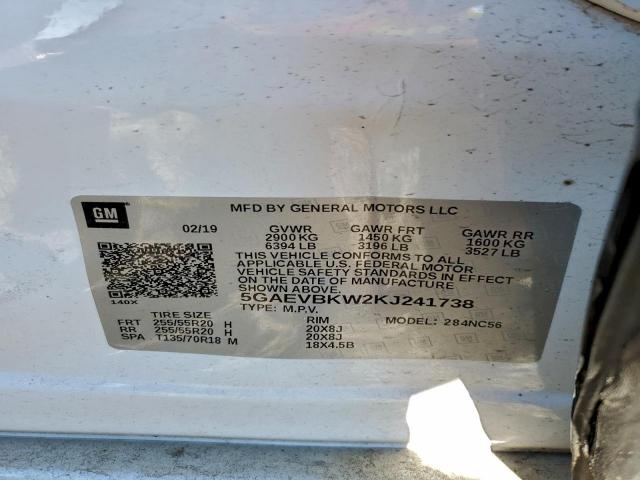 GM
MFD BY GENERAL MOTORS LLC
02/19 GVWR GAWR FRT GAWR RR
2900 KG 1450 KG 1600 KG
6394 LB 3196 LB 3527 LB
THIS VEHICLE CONFORMS TO ALL
APPLICABLE U.S. FEDERAL MOTOR
VEHICLE SAFETY STANDARDS IN EFFECT
ON THE DATE OF MANUFACTURE
SHOWN ABOVE.
140X 5GAEVBKW2KJ241738
TYPE: M.P.V.
TIRE SIZE RIM MODEL: 284NC56
FRT 255/55R20 H 20X8J
RR 255/55R20 H 20X8J
SPA T135/70R18 M 18X4.5B